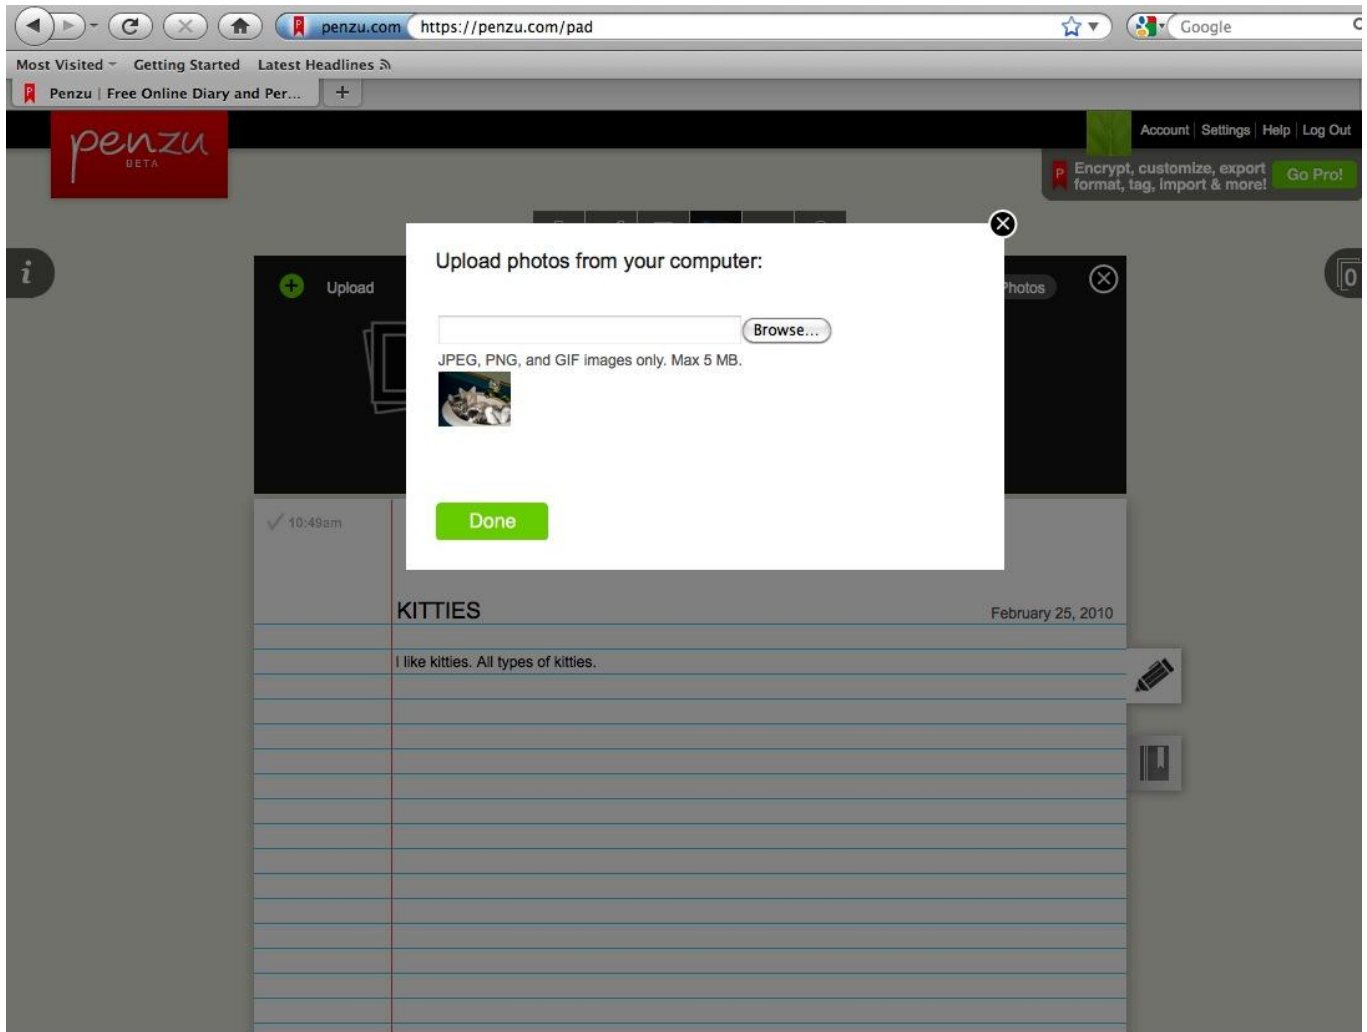 penzu.com https://penzu.com/pad Google
Most Visited Getting Started Latest Headlines
P Penzu | Free Online Diary and Per... +
penzu
BETA
Account | Settings | Help | Log Out
P Encrypt, customize, export
format, tag, import & more!
Go Pro!
i
Upload
Photos
0
Upload photos from your computer:
Browse...
JPEG, PNG, and GIF images only. Max 5 MB.
Done
10:49am
KITTIES February 25, 2010
I like kitties. All types of kitties.